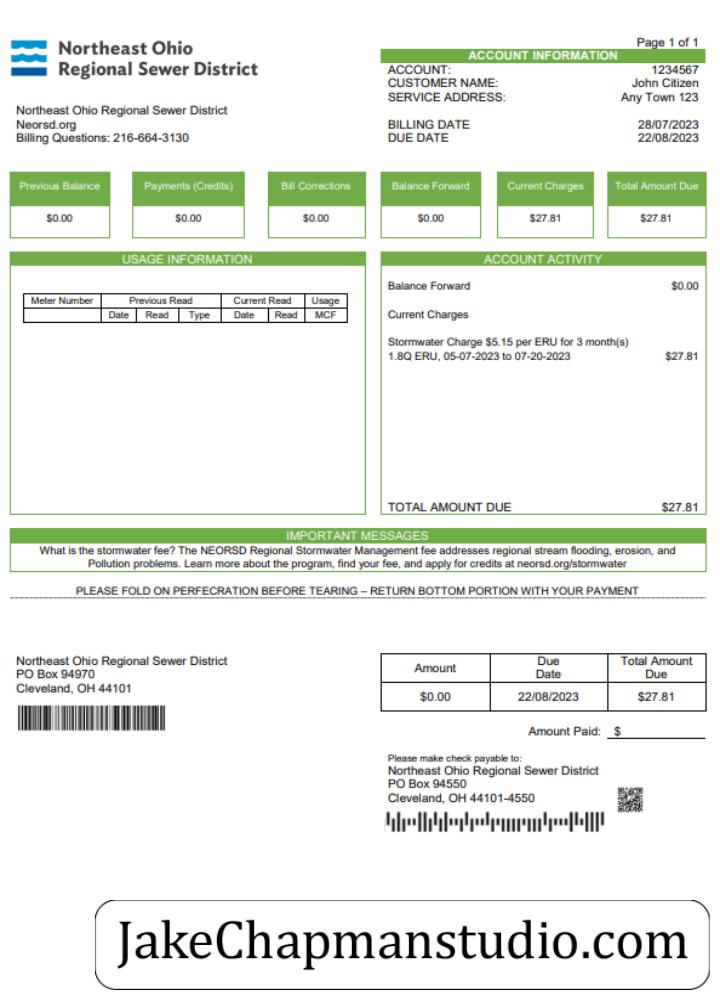 Page 1 of 1
Northeast Ohio
Regional Sewer District
ACCOUNT INFORMATION
ACCOUNT: 1234567
CUSTOMER NAME: John Citizen
SERVICE ADDRESS: Any Town 123
Northeast Ohio Regional Sewer District
Neorsd.org
Billing Questions: 216-664-3130
BILLING DATE 28/07/2023
DUE DATE 22/08/2023
Previous Balance Payments (Credits) Bill Corrections Balance Forward Current Charges Total Amount Due
$0.00 $0.00 $0.00 $0.00 $27.81 $27.81
USAGE INFORMATION
Meter Number Previous Read Current Read Usage
Date Read Type Date Read MCF
ACCOUNT ACTIVITY
Balance Forward $0.00
Current Charges
Stormwater Charge $5.15 per ERU for 3 month(s)
1.8Q ERU, 05-07-2023 to 07-20-2023 $27.81
TOTAL AMOUNT DUE $27.81
IMPORTANT MESSAGES
What is the stormwater fee? The NEORSD Regional Stormwater Management fee addresses regional stream flooding, erosion, and
Pollution problems. Learn more about the program, find your fee, and apply for credits at neorsd.org/stormwater
PLEASE FOLD ON PERFECRATION BEFORE TEARING – RETURN BOTTOM PORTION WITH YOUR PAYMENT
Northeast Ohio Regional Sewer District
PO Box 94970
Cleveland, OH 44101
Amount Due Date Total Amount Due
$0.00 22/08/2023 $27.81
Amount Paid: $
Please make check payable to:
Northeast Ohio Regional Sewer District
PO Box 94550
Cleveland, OH 44101-4550
JakeChapmanstudio.com